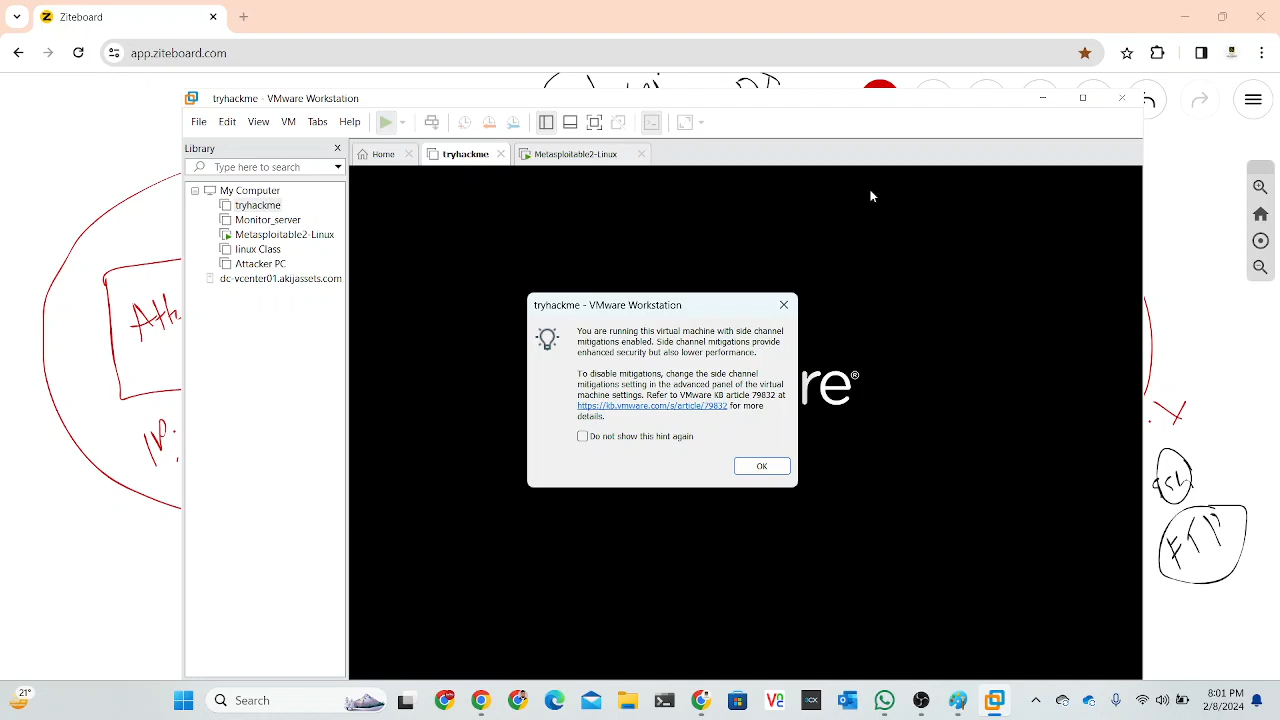 Ziteboard
app.ziteboard.com
tryhackme - VMware Workstation
File Edit View VM Tabs Help
Library
Type here to search
Home
tryhackme
Metasploitable2-Linux
My Computer
tryhackme
Monitor_server
Metasploitable2-Linux
linux Class
Attacker PC
dc-vcenter01.akijassets.com
tryhackme - VMware Workstation
You are running this virtual machine with side channel
mitigations enabled. Side channel mitigations provide
enhanced security but also lower performance.
To disable mitigations, change the side channel
mitigations setting in the advanced panel of the virtual
machine settings. Refer to VMware KB article 79832 at
https://kb.vmware.com/s/article/79832 for more
details.
Do not show this hint again
OK
re®
Att
IP:
.X
FTP
21°
Search
8:01 PM
2/8/2024